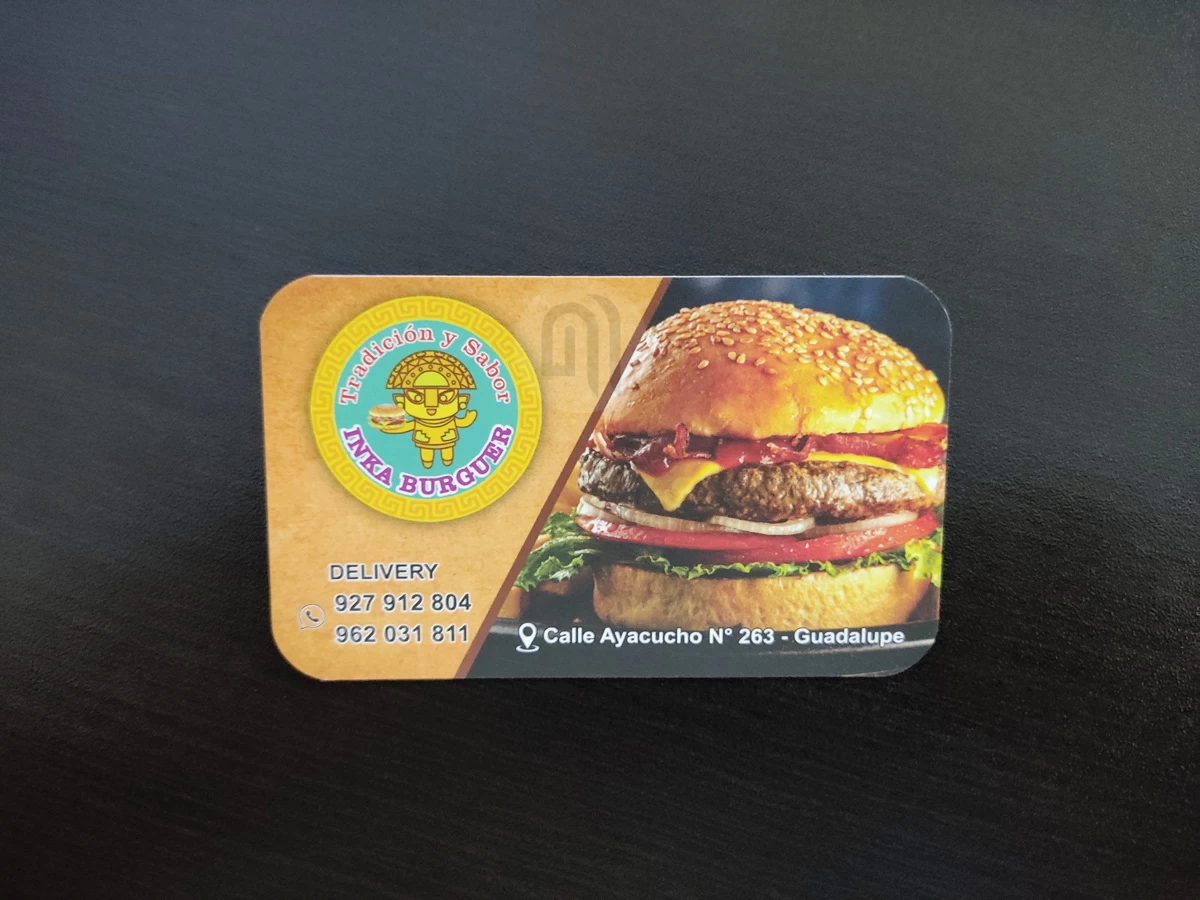 Tradición y Sabor
INKA BURGUER
DELIVERY
927 912 804
962 031 811
Calle Ayacucho N° 263 - Guadalupe